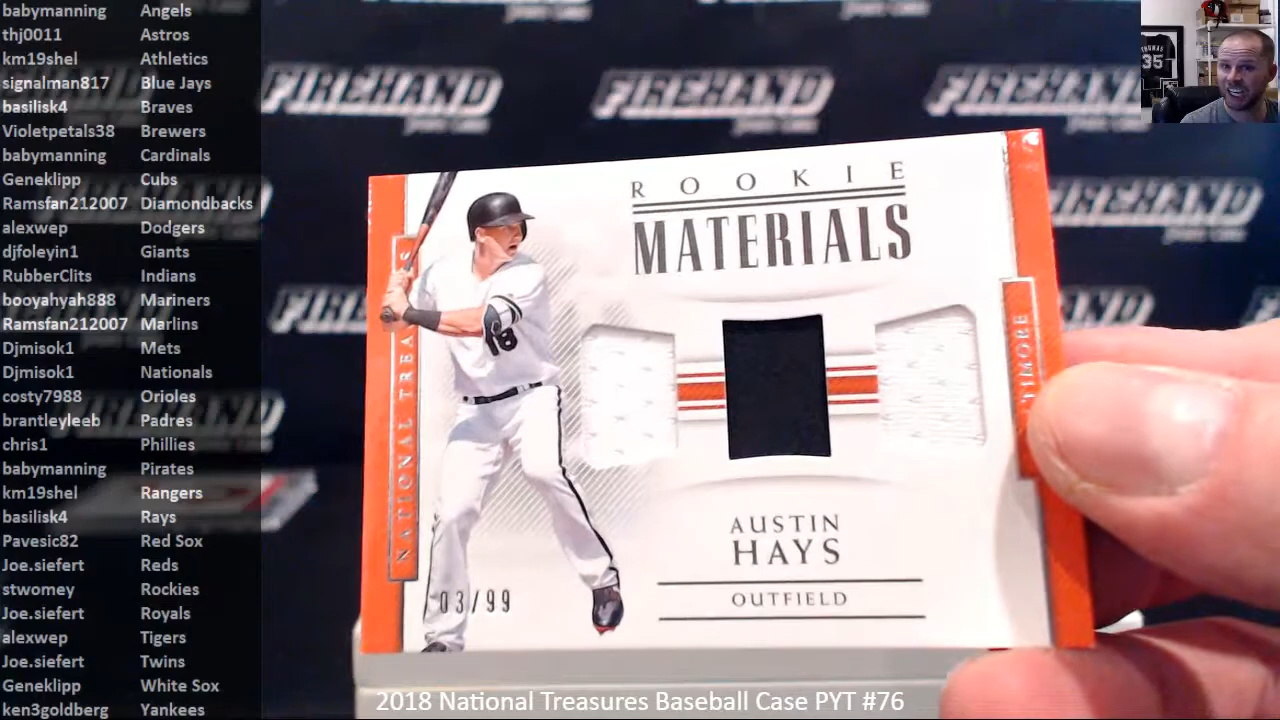 babymanning Angels
thj0011 Astros
km19shel Athletics
signalman817 Blue Jays
basilisk4 Braves
Violetpetals38 Brewers
babymanning Cardinals
Geneklipp Cubs
Ramsfan212007 Diamondbacks
alexwep Dodgers
djfoleyin1 Giants
RubberClits Indians
booyahyah888 Mariners
Ramsfan212007 Marlins
Djmisok1 Mets
Djmisok1 Nationals
costy7988 Orioles
brantleyleeb Padres
chris1 Phillies
babymanning Pirates
km19shel Rangers
basilisk4 Rays
Pavesic82 Red Sox
Joe.siefert Reds
stwomey Rockies
Joe.siefert Royals
alexwep Tigers
Joe.siefert Twins
Geneklipp White Sox
ken3goldberg Yankees
FIREHAND FIREHAND FIREHAND
FIREHAND
THOMAS
35
ROOKIE
MATERIALS
NATIONAL
18
AUSTIN
HAYS
OUTFIELD
03/99
2018 National Treasures Baseball Case PYT #76